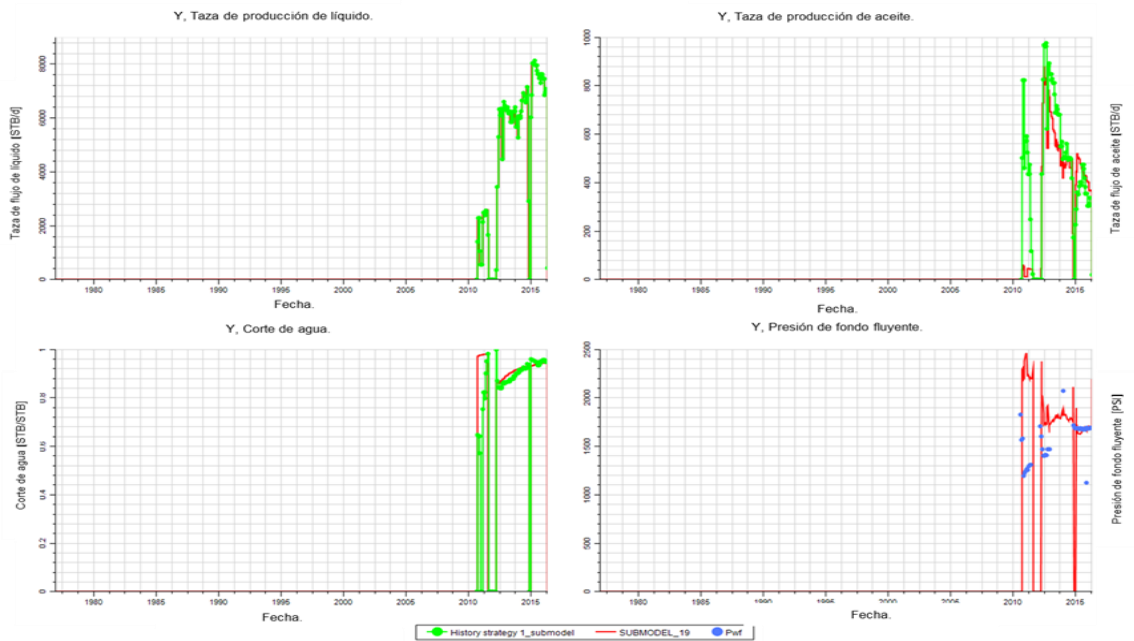 Y, Taza de producción de líquido.
Taza de flujo de líquido [STB/d]
8000
6000
4000
2000
0
1980 1985 1990 1995 2000 2005 2010 2015
Fecha.
Y, Taza de producción de aceite.
1000
800
600
400
200
0
Taza de flujo de aceite [STB/d]
1980 1985 1990 1995 2000 2005 2010 2015
Fecha.
Y, Corte de agua.
Corte de agua [STB/STB]
1
0.8
0.6
0.4
0.2
0
1980 1985 1990 1995 2000 2005 2010 2015
Fecha.
Y, Presión de fondo fluyente.
2500
2000
1500
1000
500
0
Presión de fondo fluyente [PSI]
1980 1985 1990 1995 2000 2005 2010 2015
Fecha.
History strategy 1_submodel SUBMODEL_19 Pwf